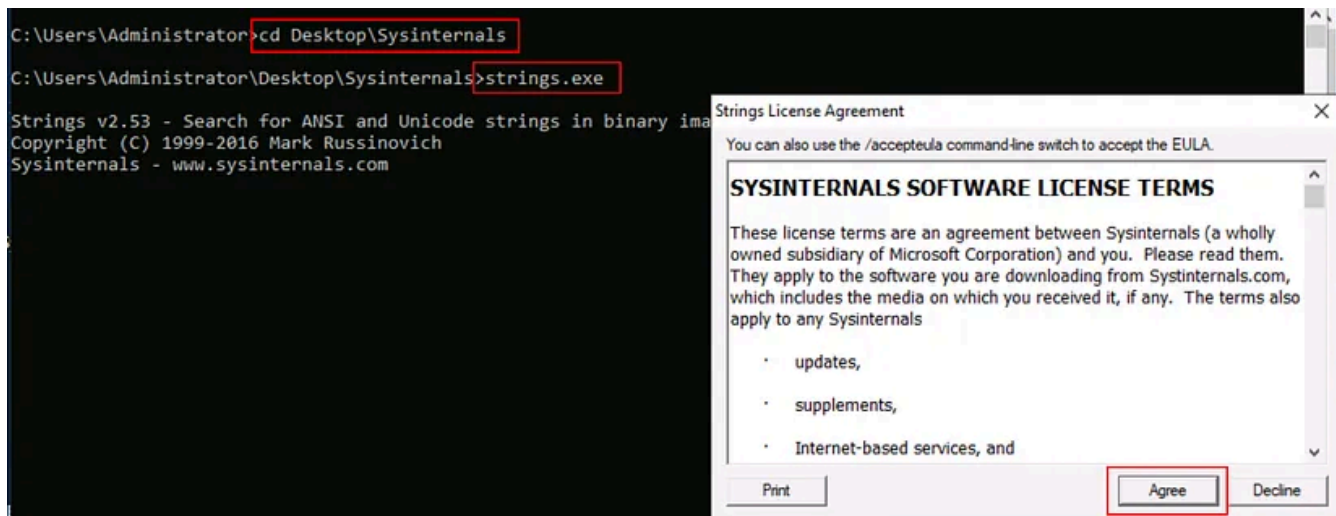 C:\Users\Administrator>cd Desktop\Sysinternals
C:\Users\Administrator\Desktop\Sysinternals>strings.exe
Strings v2.53 - Search for ANSI and Unicode strings in binary ima
Copyright (C) 1999-2016 Mark Russinovich
Sysinternals - www.sysinternals.com
Strings License Agreement
You can also use the /accepteula command-line switch to accept the EULA.
SYSINTERNALS SOFTWARE LICENSE TERMS
These license terms are an agreement between Sysinternals (a wholly
owned subsidiary of Microsoft Corporation) and you.  Please read them.
They apply to the software you are downloading from Systinternals.com,
which includes the media on which you received it, if any.  The terms also
apply to any Sysinternals
· updates,
· supplements,
· Internet-based services, and
Print
Agree
Decline